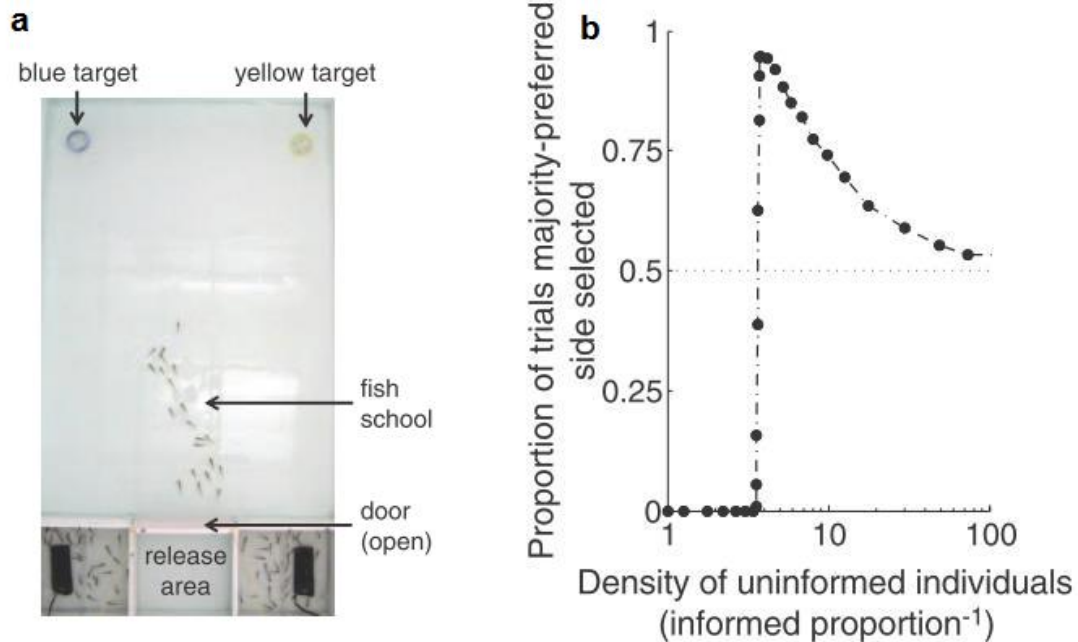 a
blue target
yellow target
fish
school
door
(open)
release
area
b
Proportion of trials majority-preferred
side selected
1
0.75
0.5
0.25
0
1
10
100
Density of uninformed individuals
(informed proportion⁻¹)